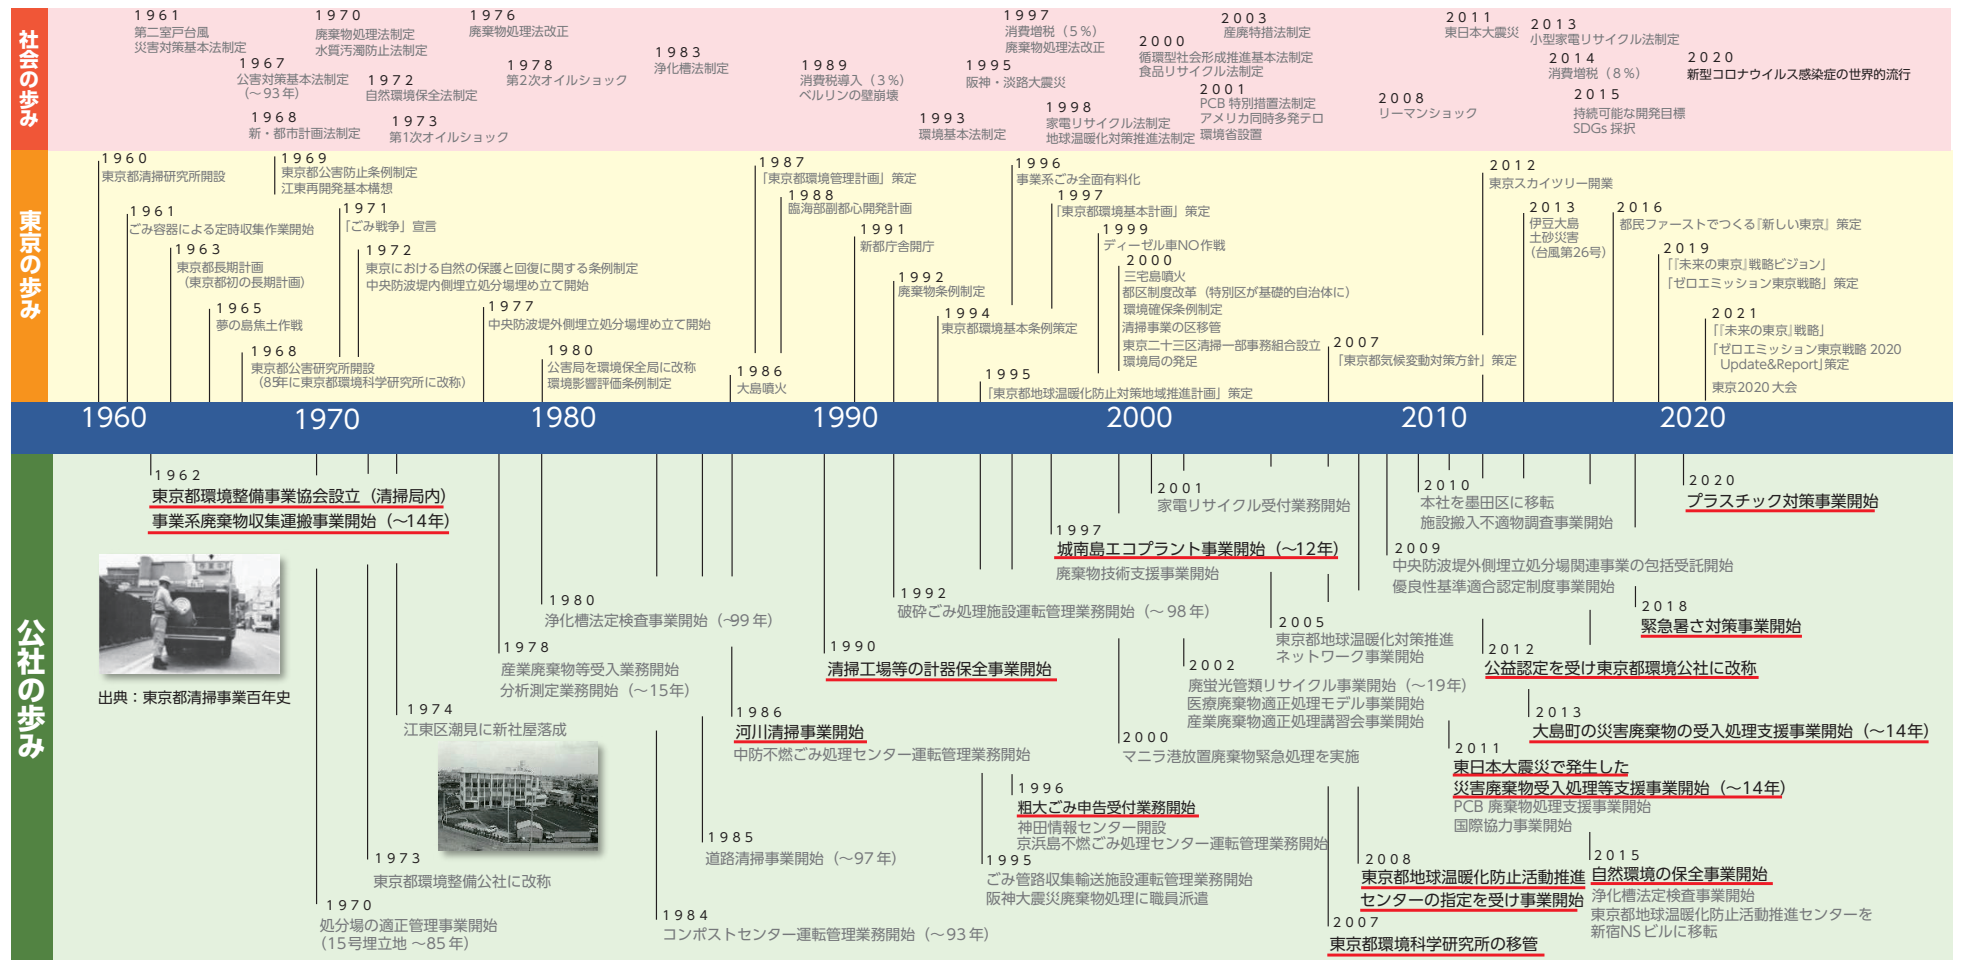 社会の歩み
1961
第二室戸台風
災害対策基本法制定
1967
公害対策基本法制定
（～93年）
1968
新・都市計画法制定
1970
廃棄物処理法制定
水質汚濁防止法制定
1972
自然環境保全法制定
1973
第1次オイルショック
1976
廃棄物処理法改正
1978
第2次オイルショック
1983
浄化槽法制定
1989
消費税導入（3％）
ベルリンの壁崩壊
1993
環境基本法制定
1995
阪神・淡路大震災
1997
消費増税（5％）
廃棄物処理法改正
1998
家電リサイクル法制定
地球温暖化対策推進法制定
2000
循環型社会形成推進基本法制定
食品リサイクル法制定
2001
PCB 特別措置法制定
アメリカ同時多発テロ
環境省設置
2003
産廃特措法制定
2008
リーマンショック
2011
東日本大震災
2013
小型家電リサイクル法制定
2014
消費増税（8％）
2015
持続可能な開発目標
SDGs 採択
2020
新型コロナウイルス感染症の世界的流行
東京の歩み
1960
東京都清掃研究所開設
1961
ごみ容器による定時収集作業開始
1963
東京都長期計画
（東京都初の長期計画）
1965
夢の島焦土作戦
1968
東京都公害研究所開設
（85年に東京都環境科学研究所に改称）
1969
東京都公害防止条例制定
江東再開発基本構想
1971
「ごみ戦争」宣言
1972
東京における自然の保護と回復に関する条例制定
中央防波堤内側埋立処分場埋め立て開始
1977
中央防波堤外側埋立処分場埋め立て開始
1980
公害局を環境保全局に改称
環境影響評価条例制定
1986
大島噴火
1987
「東京都環境管理計画」策定
1988
臨海部副都心開発計画
1991
新都庁舎開庁
1992
廃棄物条例制定
1994
東京都環境基本条例策定
1995
「東京都地球温暖化防止対策地域推進計画」策定
1996
事業系ごみ全面有料化
1997
「東京都環境基本計画」策定
1999
ディーゼル車NO作戦
2000
三宅島噴火
都区制度改革（特別区が基礎的自治体に）
環境確保条例制定
清掃事業の区移管
東京二十三区清掃一部事務組合設立
環境局の発足
2007
「東京都気候変動対策方針」策定
2012
東京スカイツリー開業
2013
伊豆大島
土砂災害
（台風第26号）
2016
都民ファーストでつくる『新しい東京』策定
2019
「『未来の東京』戦略ビジョン」
「ゼロエミッション東京戦略」策定
2021
「『未来の東京』戦略」
「ゼロエミッション東京戦略 2020
Update&Report」策定
東京2020 大会
1960 1970 1980 1990 2000 2010 2020
公社の歩み
1962
東京都環境整備事業協会設立（清掃局内）
事業系廃棄物収集運搬事業開始（～14年）
出典：東京都清掃事業百年史
1970
処分場の適正管理事業開始
（15号埋立地 ～85年）
1973
東京都環境整備公社に改称
1974
江東区潮見に新社屋落成
1978
産業廃棄物等受入業務開始
分析測定業務開始（～15年）
1980
浄化槽法定検査事業開始（～99年）
1984
コンポストセンター運転管理業務開始（～93年）
1985
道路清掃事業開始（～97年）
1986
河川清掃事業開始
中防不燃ごみ処理センター運転管理業務開始
1990
清掃工場等の計器保全事業開始
1992
破砕ごみ処理施設運転管理業務開始（～98年）
1995
ごみ管路収集輸送施設運転管理業務開始
阪神大震災廃棄物処理に職員派遣
1996
粗大ごみ申告受付業務開始
神田情報センター開設
京浜島不燃ごみ処理センター運転管理業務開始
1997
城南島エコプラント事業開始（～12年）
廃棄物技術支援事業開始
2000
マニラ港放置廃棄物緊急処理を実施
2001
家電リサイクル受付業務開始
2002
廃蛍光管類リサイクル事業開始（～19年）
医療廃棄物適正処理モデル事業開始
産業廃棄物適正処理講習会事業開始
2005
東京都地球温暖化対策推進
ネットワーク事業開始
2007
東京都環境科学研究所の移管
2008
東京都地球温暖化防止活動推進
センターの指定を受け事業開始
2009
中央防波堤外側埋立処分場関連事業の包括受託開始
優良性基準適合認定制度事業開始
2010
本社を墨田区に移転
施設搬入不適物調査事業開始
2011
東日本大震災で発生した
災害廃棄物受入処理等支援事業開始（～14年）
PCB 廃棄物処理支援事業開始
国際協力事業開始
2012
公益認定を受け東京都環境公社に改称
2013
大島町の災害廃棄物の受入処理支援事業開始（～14年）
2015
自然環境の保全事業開始
浄化槽法定検査事業開始
東京都地球温暖化防止活動推進センターを
新宿NSビルに移転
2018
緊急暑さ対策事業開始
2020
プラスチック対策事業開始